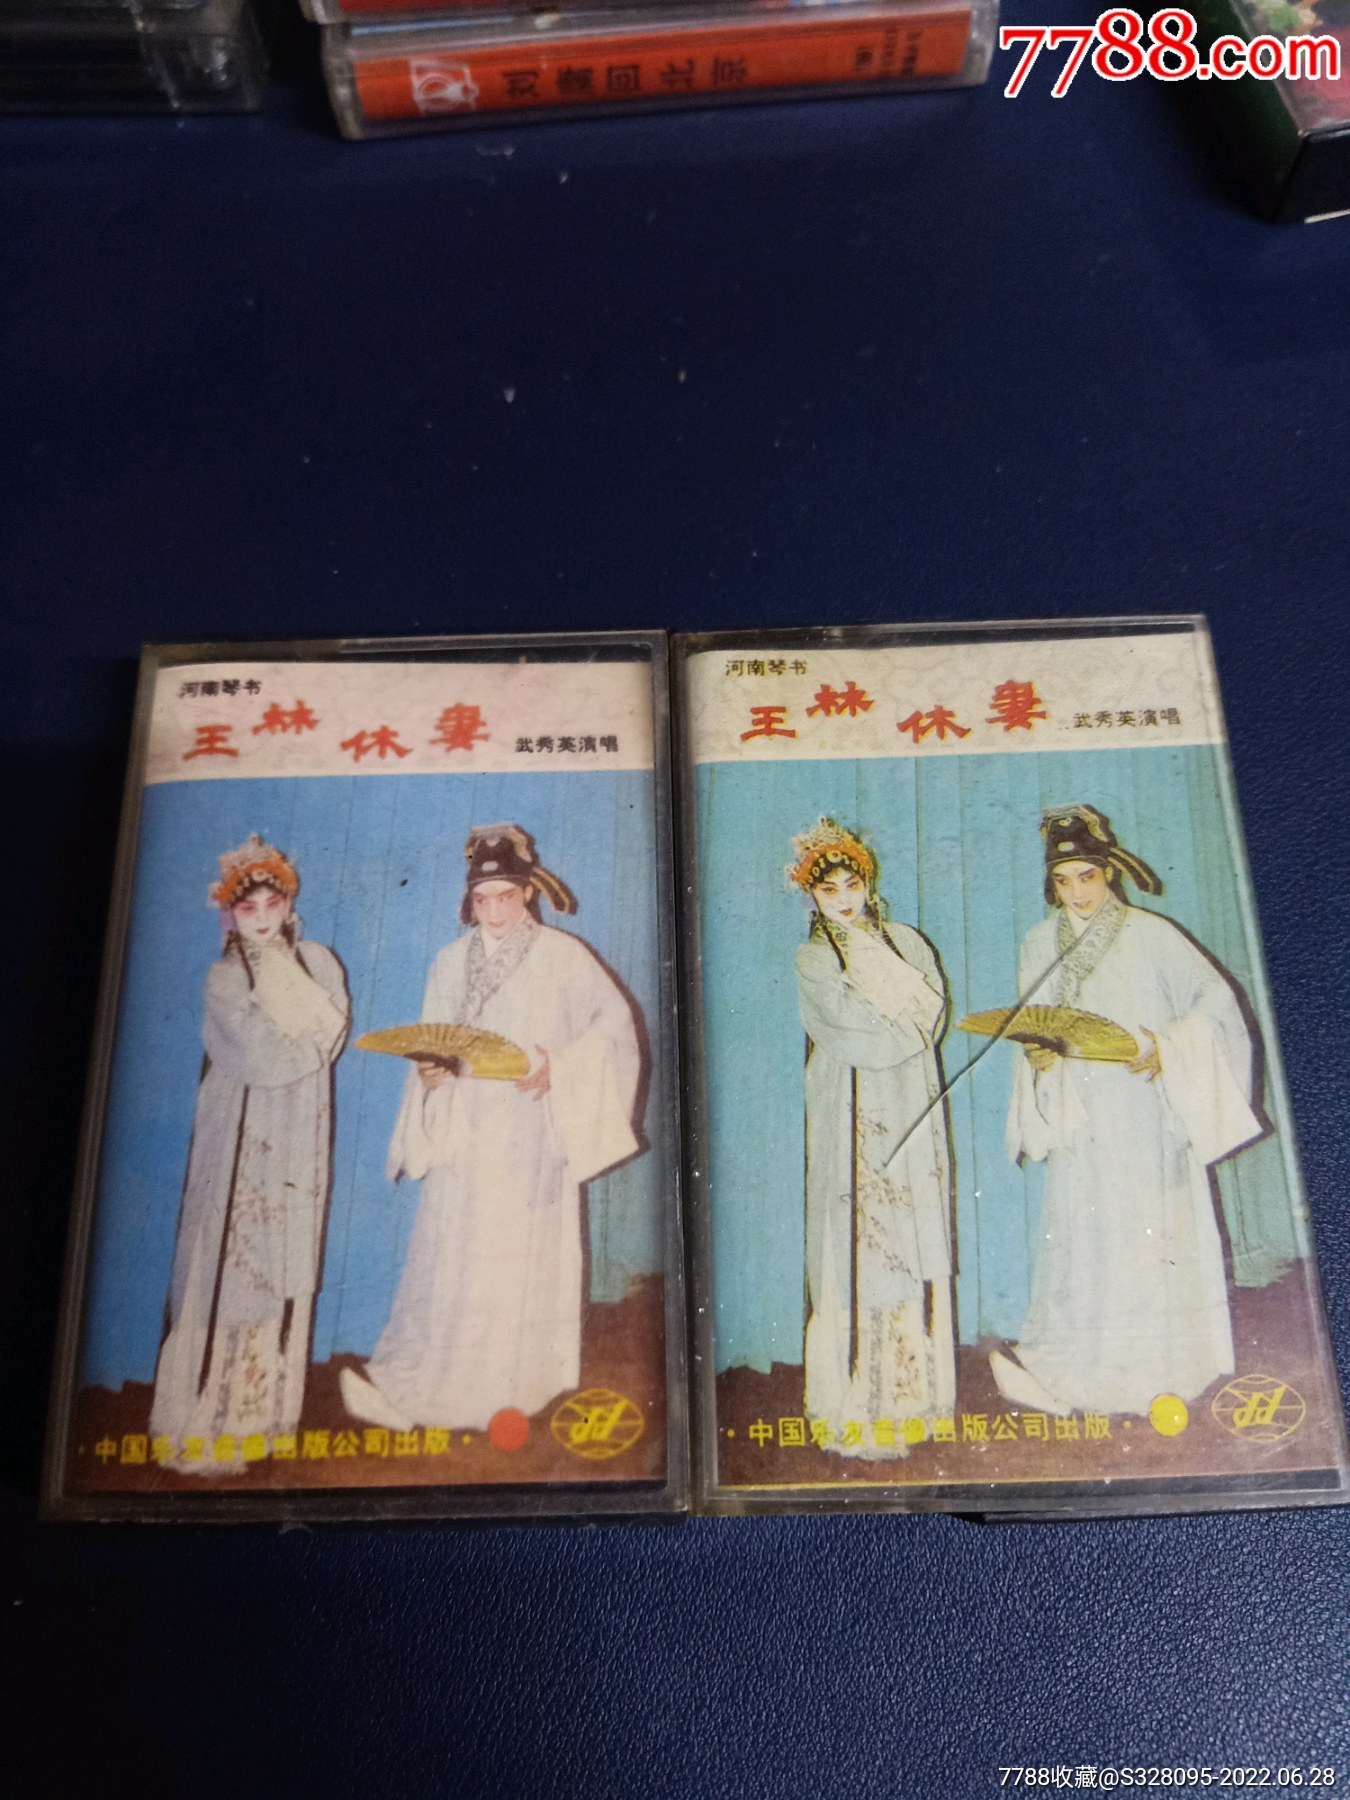 7788.com
回北京
河南琴书
王林休妻
武秀英演唱
·中国乐友音像出版公司出版·
河南琴书
王林休妻
武秀英演唱
·中国乐友音像出版公司出版·
7788收藏@S328095-2022.06.28